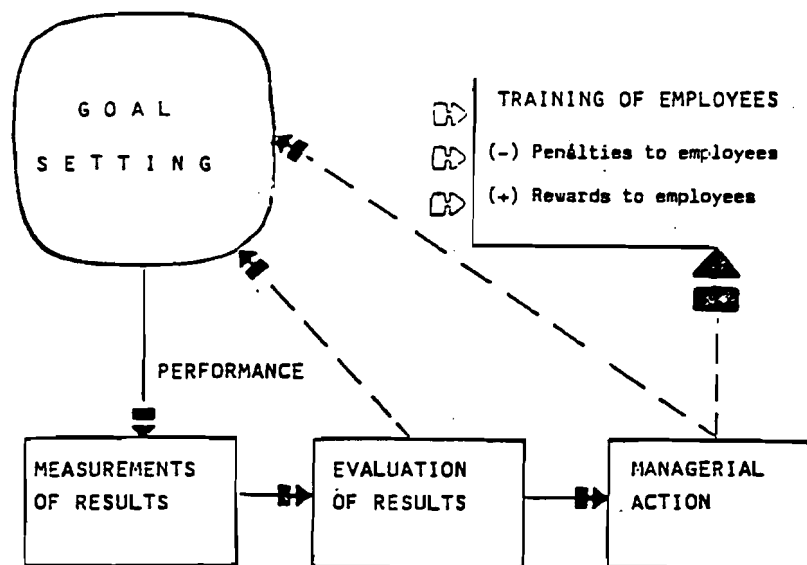 G O A L
S E T T I N G
TRAINING OF EMPLOYEES
(-) Penalties to employees
(+) Rewards to employees
PERFORMANCE
MEASUREMENTS
OF RESULTS
EVALUATION
OF RESULTS
MANAGERIAL
ACTION